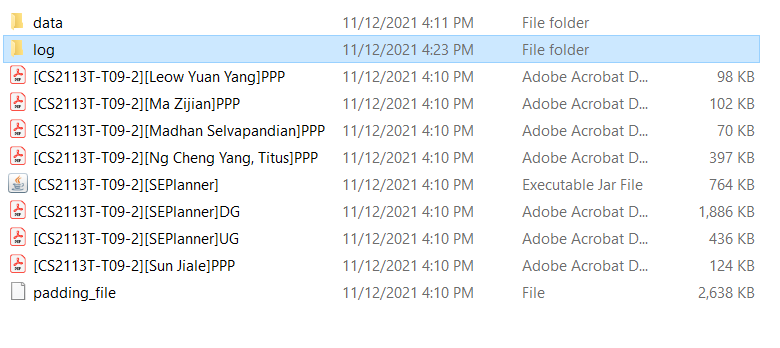 data 11/12/2021 4:11 PM File folder
log 11/12/2021 4:23 PM File folder
[CS2113T-T09-2][Leow Yuan Yang]PPP 11/12/2021 4:10 PM Adobe Acrobat D... 98 KB
[CS2113T-T09-2][Ma Zijian]PPP 11/12/2021 4:10 PM Adobe Acrobat D... 102 KB
[CS2113T-T09-2][Madhan Selvapandian]PPP 11/12/2021 4:10 PM Adobe Acrobat D... 70 KB
[CS2113T-T09-2][Ng Cheng Yang, Titus]PPP 11/12/2021 4:10 PM Adobe Acrobat D... 397 KB
[CS2113T-T09-2][SEPlanner] 11/12/2021 4:10 PM Executable Jar File 764 KB
[CS2113T-T09-2][SEPlanner]DG 11/12/2021 4:10 PM Adobe Acrobat D... 1,886 KB
[CS2113T-T09-2][SEPlanner]UG 11/12/2021 4:10 PM Adobe Acrobat D... 436 KB
[CS2113T-T09-2][Sun Jiale]PPP 11/12/2021 4:10 PM Adobe Acrobat D... 124 KB
padding_file 11/12/2021 4:10 PM File 2,638 KB